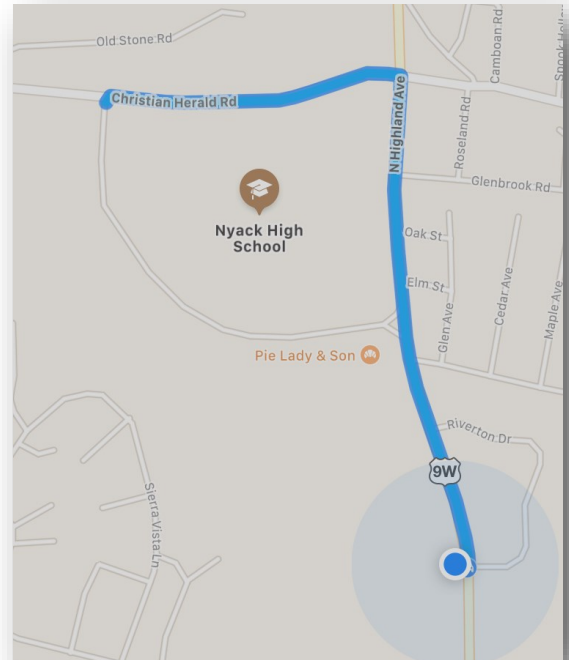 Old Stone Rd
Camboan Rd
Christian Herald Rd
N Highland Ave
Roseland Rd
Glenbrook Rd
Nyack High
School
Oak St
Elm St
Glen Ave
Cedar Ave
Maple Ave
Pie Lady & Son
Riverton Dr
9W
Sierra Vista Ln